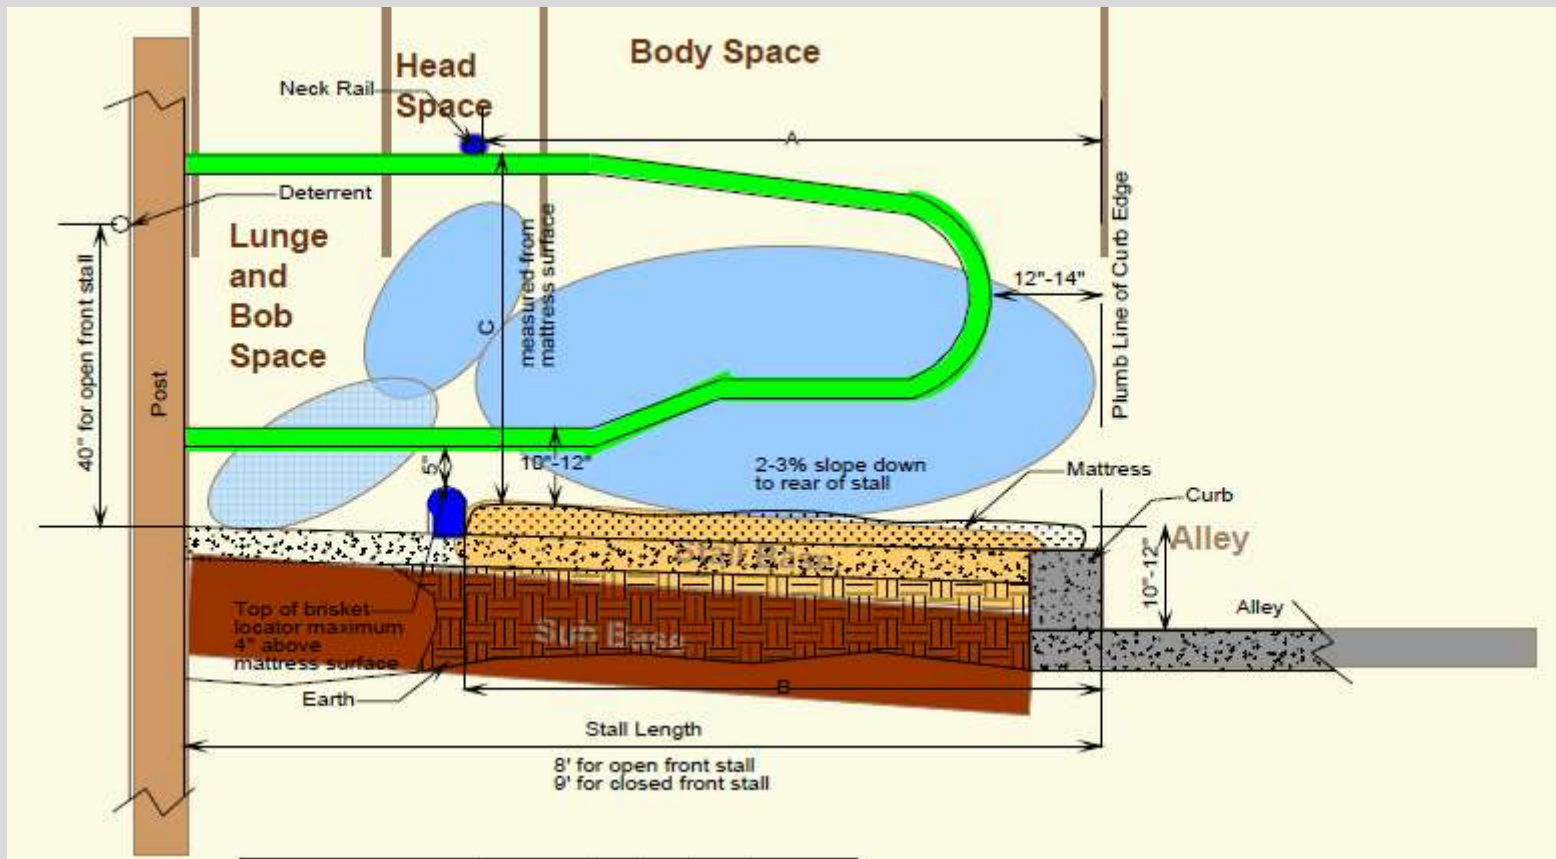 Body Space
Head
Space
Neck Rail
A
Deterrent
Lunge
and
Bob
Space
40" for open front stall
Post
C
measured from
mattress surface
12"-14"
Plumb Line of Curb Edge
5"
10"-12"
2-3% slope down
to rear of stall
Mattress
Curb
Alley
10"-12"
Stall Base
Alley
Top of brisket
locator maximum
4" above
mattress surface
Sub Base
Earth
B
Stall Length
8' for open front stall
9' for closed front stall